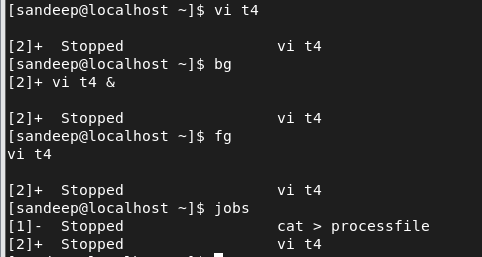 [sandeep@localhost ~]$ vi t4
[2]+  Stopped                 vi t4
[sandeep@localhost ~]$ bg
[2]+ vi t4 &
[2]+  Stopped                 vi t4
[sandeep@localhost ~]$ fg
vi t4
[2]+  Stopped                 vi t4
[sandeep@localhost ~]$ jobs
[1]-  Stopped                 cat > processfile
[2]+  Stopped                 vi t4
[sandeep@localhost ~]$